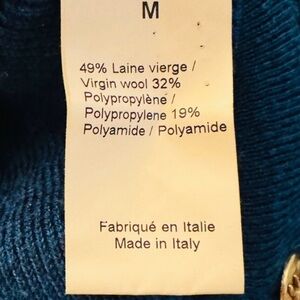 M
49% Laine vierge /
Virgin wool 32%
Polypropylène /
Polypropylene 19%
Polyamide / Polyamide
Fabriqué en Italie
Made in Italy